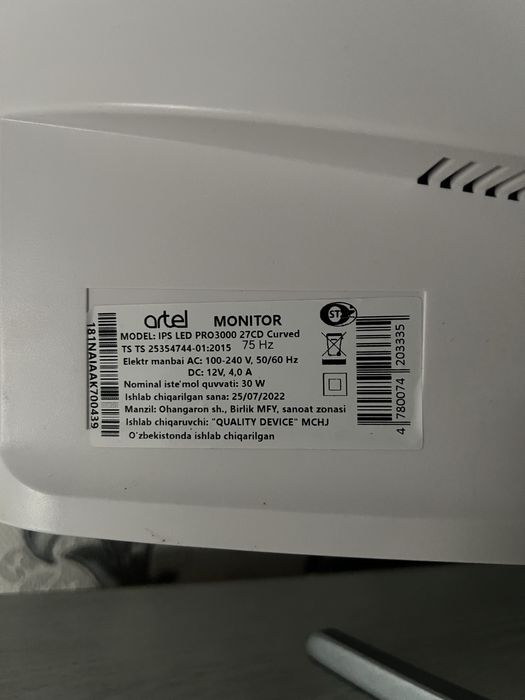 artel MONITOR
MODEL: IPS LED PRO3000 27CD Curved
TS TS 25354744-01:2015 75 Hz
Elektr manbai AC: 100-240 V, 50/60 Hz
DC: 12V, 4,0 A
Nominal iste'mol quvvati: 30 W
Ishlab chiqarilgan sana: 25/07/2022
Manzil: Ohangaron sh., Birlik MFY, sanoat zonasi
Ishlab chiqaruvchi: "QUALITY DEVICE" MCHJ
O'zbekistonda ishlab chiqarilgan
181NAIAAK700439
ST
4 780074 203335